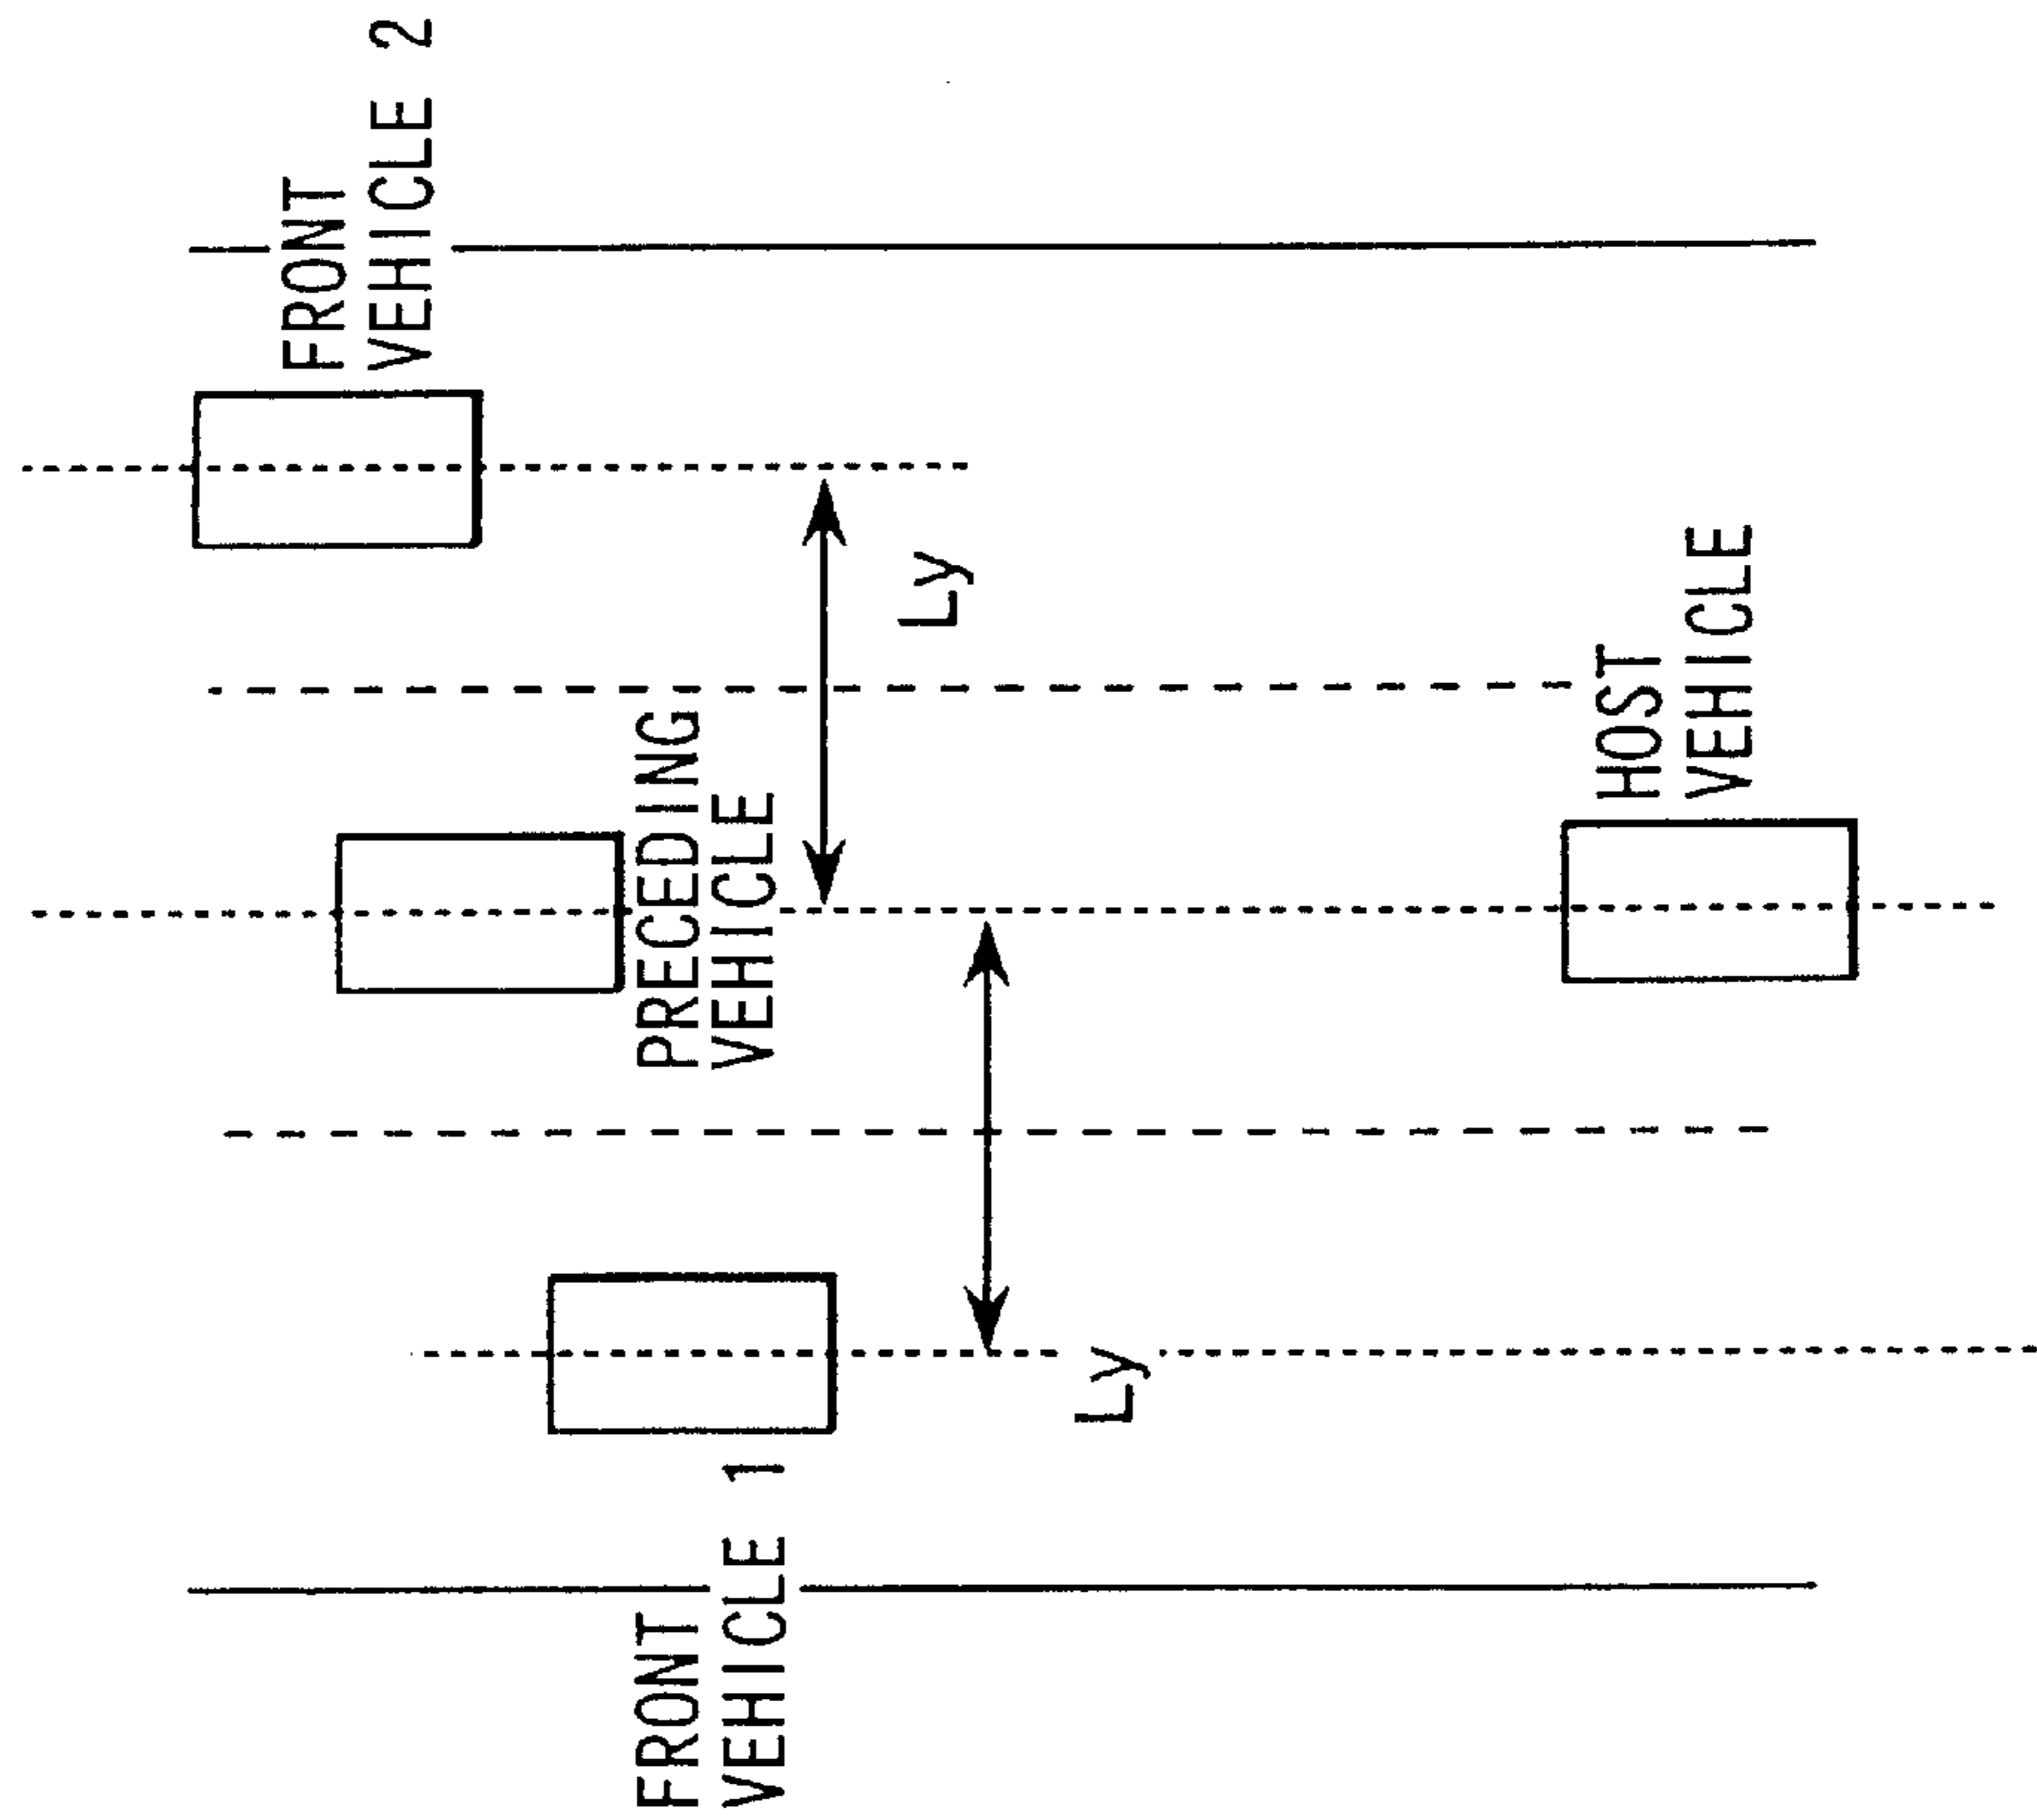 FRONT
VEHICLE 2
PRECEDING
VEHICLE
Ly
HOST
VEHICLE
FRONT
VEHICLE 1
Ly